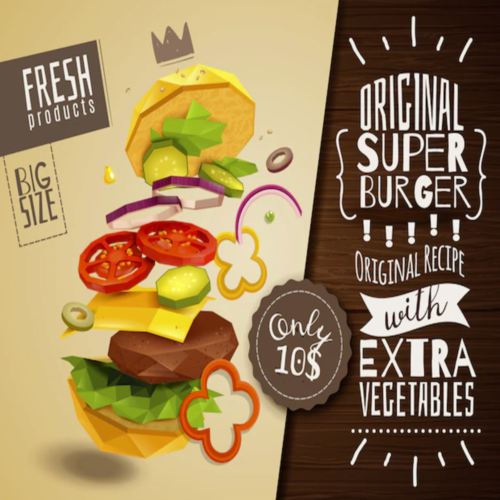 FRESH
products
BIG
SIZE
Only
10$
ORIGINAL
SUPER
BURGER
!!!!!
ORIGINAL RECIPE
with
EXTRA
VEGETABLES